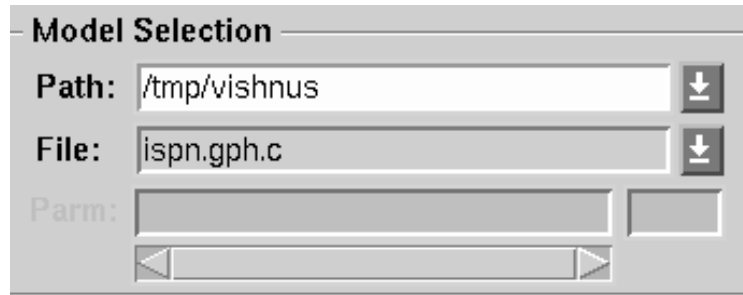 Model Selection
Path: /tmp/vishnus
File: ispn.gph.c
Parm: